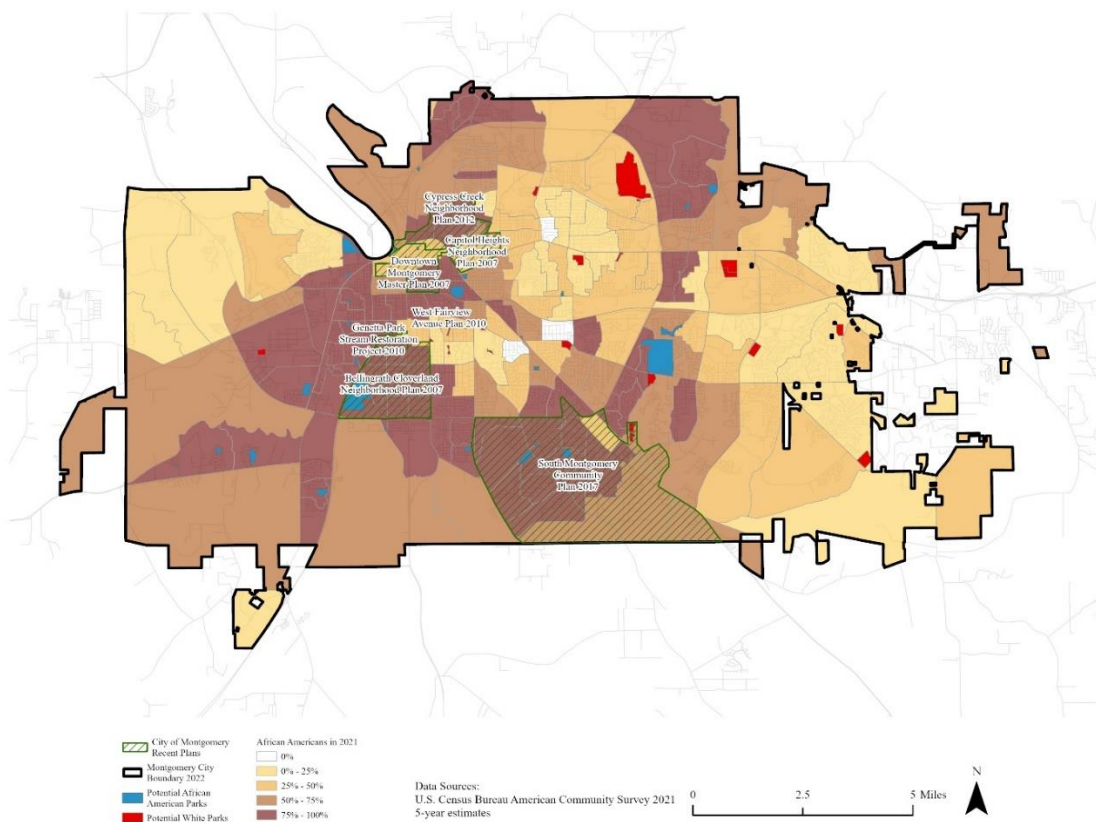 Cypress Creek
Neighborhood
Plan 2012
Capitol Heights
Neighborhood
Plan 2007
Downtown
Montgomery
Master Plan 2007
West Fairview
Avenue Plan 2010
Genetta Park
Stream Restoration
Project 2010
Bellingrath Cloverland
Neighborhood Plan 2007
South Montgomery
Community
Plan 2017
City of Montgomery
Recent Plans
Montgomery City
Boundary 2022
Potential African
American Parks
Potential White Parks
African Americans in 2021
0%
0% - 25%
25% - 50%
50% - 75%
75% - 100%
Data Sources:
U.S. Census Bureau American Community Survey 2021
5-year estimates
0 2.5 5 Miles
N